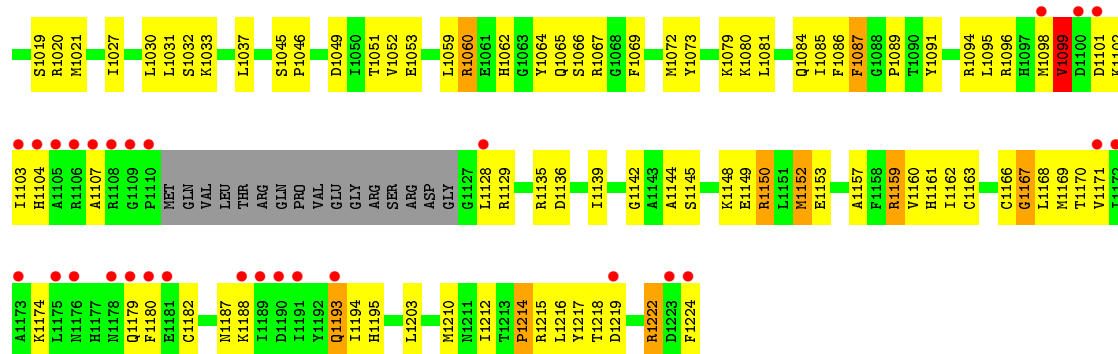 S1019 R1020 M1021 I1027 L1030 L1031 S1032 K1033 L1037 S1045 P1046 D1049 I1050 T1051 V1052 E1053 L1059 R1060 E1061 H1062 G1063 Y1064 Q1065 S1066 R1067 G1068 F1069 M1072 Y1073 K1079 K1080 L1081 Q1084 I1085 F1086 F1087 G1088 P1089 T1090 Y1091 R1094 L1095 R1096 H1097 M1098 V1099 D1100 D1101 K1102
I1103 H1104 A1105 R1106 A1107 R1108 G1109 P1110 MET GLN VAL LEU THR ARG GLN PRO VAL GLU GLY ARG SER ARG ASP GLY G1127 L1128 R1129 R1135 D1136 I1139 G1142 A1143 A1144 S1145 K1148 E1149 R1150 L1151 M1152 E1153 A1157 F1158 R1159 V1160 H1161 I1162 C1163 C1166 G1167 L1168 M1169 T1170 V1171 I1172
A1173 K1174 L1175 N1176 H1177 N1178 Q1179 F1180 E1181 C1182 N1187 K1188 I1189 D1190 I1191 Y1192 Q1193 I1194 H1195 L1203 M1210 N1211 I1212 T1213 P1214 R1215 L1216 Y1217 T1218 D1219 R1222 D1223 F1224